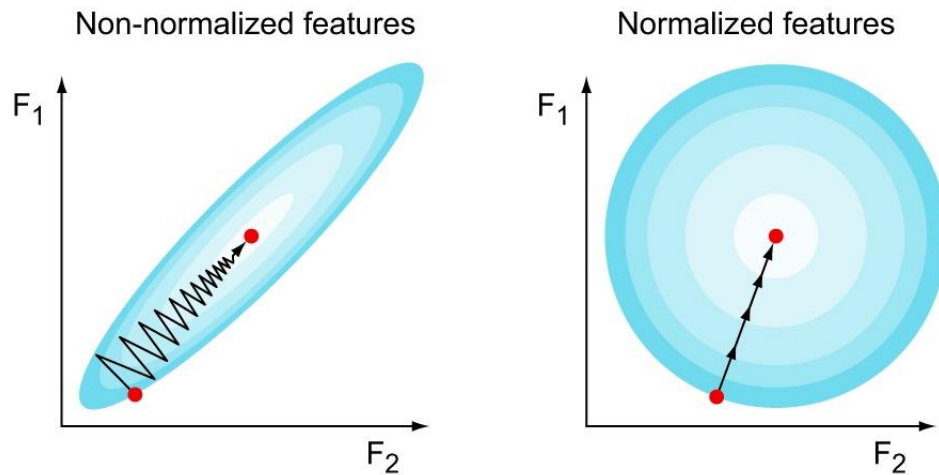 Non-normalized features
Normalized features
F₁
F₁
F₂
F₂